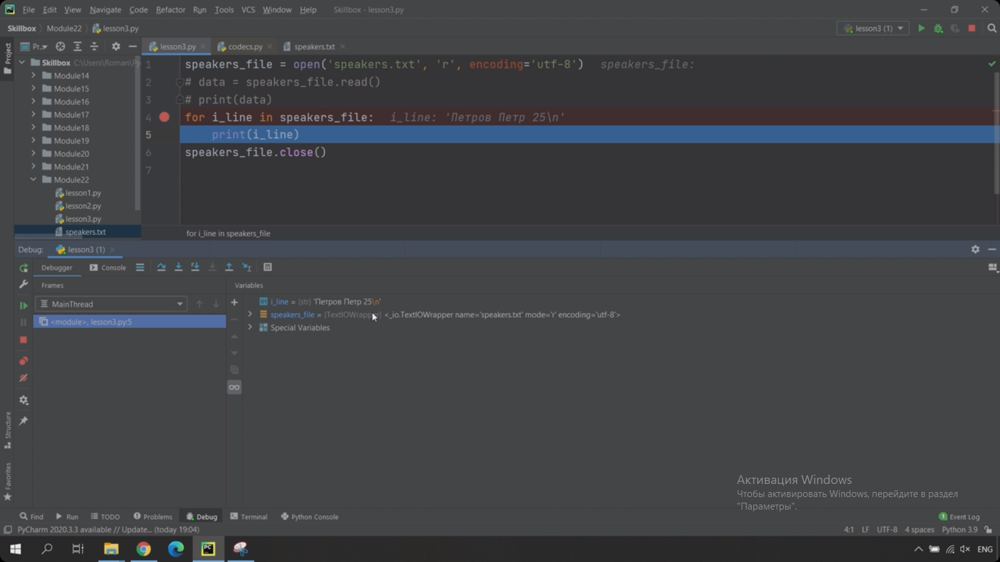 File Edit View Navigate Code Refactor Run Tools VCS Window Help Skillbox - lesson3.py
Skillbox Module22 lesson3.py lesson3 (1)
Project
Pr.. lesson3.py codecs.py speakers.txt
Skillbox C:\Users\Roman\Py
Module14
Module15
Module16
Module17
Module18
Module19
Module20
Module21
Module22
lesson1.py
lesson2.py
lesson3.py
speakers.txt
1 speakers_file = open('speakers.txt', 'r', encoding='utf-8') speakers_file:
2 # data = speakers_file.read()
3 # print(data)
4 for i_line in speakers_file: i_line: 'Петров Петр 25\n'
5 print(i_line)
6 speakers_file.close()
7
for i_line in speakers_file
Debug: lesson3 (1)
Debugger Console
Frames Variables
MainThread
<module>, lesson3.py:5
i_line = {str} 'Петров Петр 25\n'
speakers_file = {TextIOWrapper} <_io.TextIOWrapper name='speakers.txt' mode='r' encoding='utf-8'>
Special Variables
Structure
Favorites
Активация Windows
Чтобы активировать Windows, перейдите в раздел
"Параметры".
Find Run TODO Problems Debug Terminal Python Console 1 Event Log
PyCharm 2020.3.3 available // Update... (today 19:04) 4:1 LF UTF-8 4 spaces Python 3.9
ENG